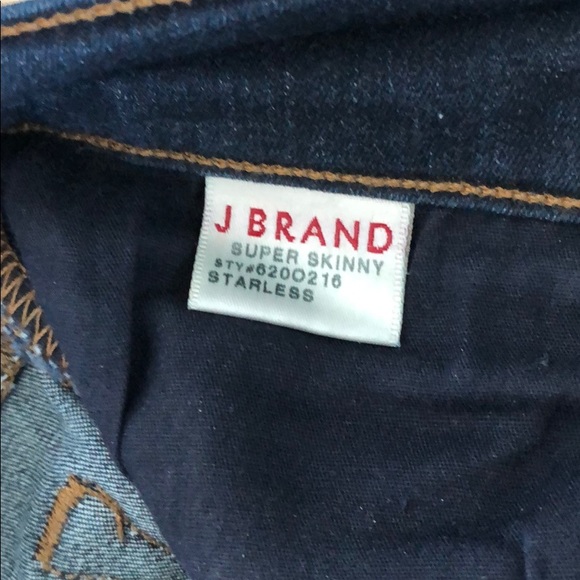 J BRAND
SUPER SKINNY
STY#620O216
STARLESS